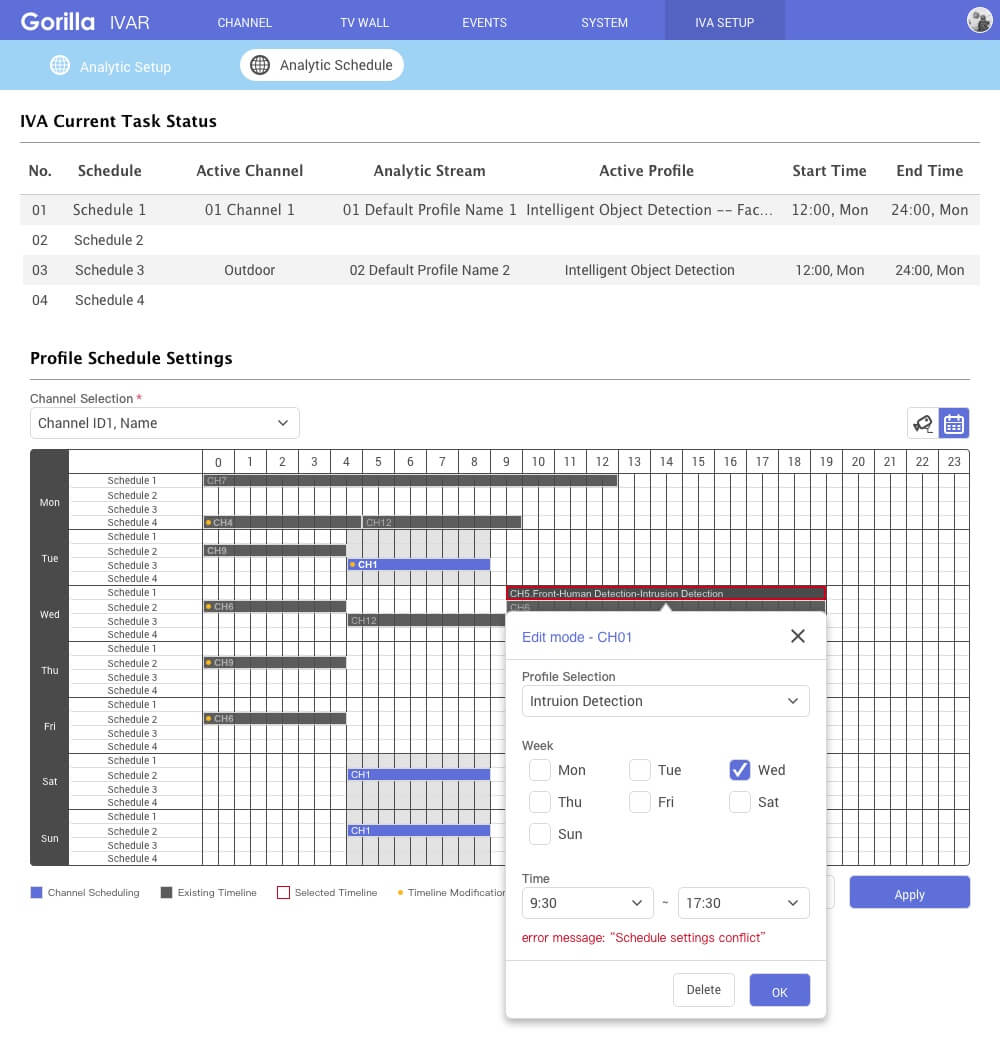 Gorilla IVAR CHANNEL TV WALL EVENTS SYSTEM IVA SETUP
Analytic Setup Analytic Schedule
IVA Current Task Status
No. Schedule Active Channel Analytic Stream Active Profile Start Time End Time
01 Schedule 1 01 Channel 1 01 Default Profile Name 1 Intelligent Object Detection -- Fac... 12:00, Mon 24:00, Mon
02 Schedule 2
03 Schedule 3 Outdoor 02 Default Profile Name 2 Intelligent Object Detection 12:00, Mon 24:00, Mon
04 Schedule 4
Profile Schedule Settings
Channel Selection *
Channel ID1, Name
0 1 2 3 4 5 6 7 8 9 10 11 12 13 14 15 16 17 18 19 20 21 22 23
Mon
Schedule 1 CH7
Schedule 2
Schedule 3
Schedule 4 CH4 CH12
Tue
Schedule 1
Schedule 2 CH9
Schedule 3 CH1
Schedule 4
Wed
Schedule 1 CH5.Front-Human Detection-Intrusion Detection
Schedule 2 CH6 CH6
Schedule 3 CH12
Schedule 4
Thu
Schedule 1
Schedule 2 CH9
Schedule 3
Schedule 4
Fri
Schedule 1
Schedule 2 CH6
Schedule 3
Schedule 4
Sat
Schedule 1
Schedule 2 CH1
Schedule 3
Schedule 4
Sun
Schedule 1
Schedule 2 CH1
Schedule 3
Schedule 4
Channel Scheduling Existing Timeline Selected Timeline Timeline Modification
Apply
Edit mode - CH01
Profile Selection
Intruion Detection
Week
Mon Tue Wed
Thu Fri Sat
Sun
Time
9:30 ~ 17:30
error message: “Schedule settings conflict”
Delete OK